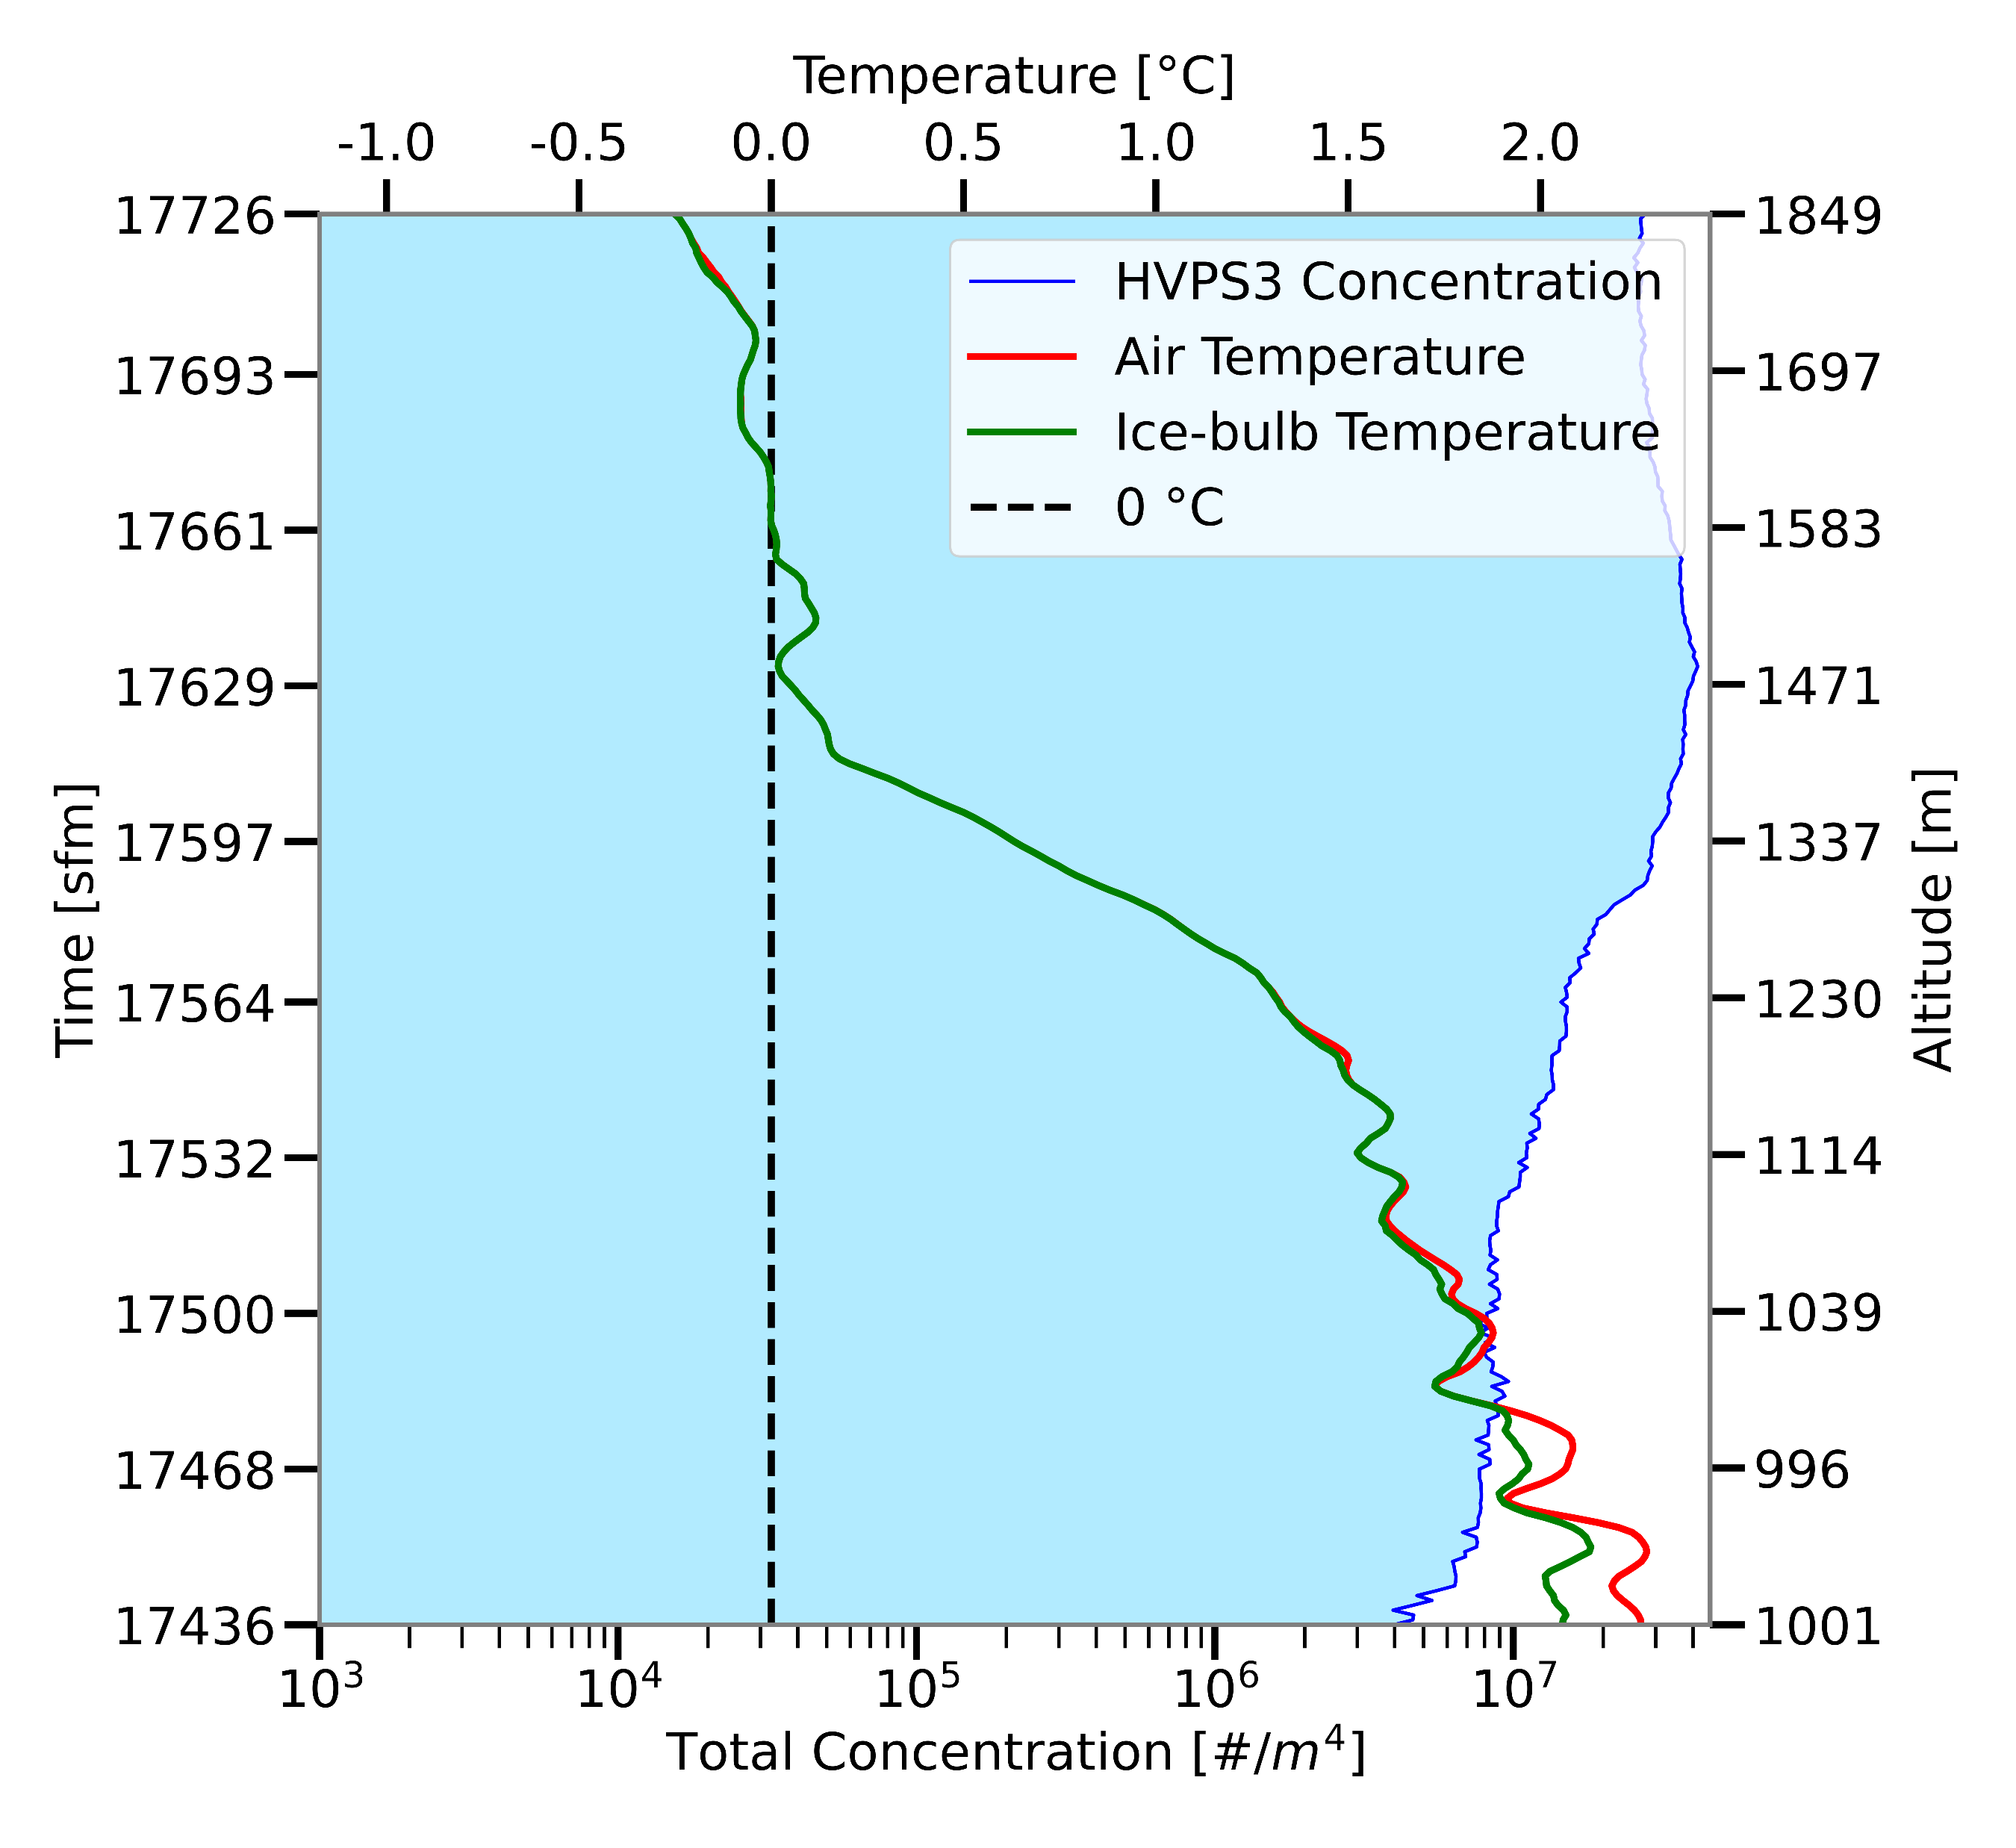 Temperature [°C]
-1.0 -0.5 0.0 0.5 1.0 1.5 2.0
17726 1849
HVPS3 Concentration
Air Temperature
17693 1697
Ice-bulb Temperature
0 °C
17661 1583
17629 1471
17597 1337
Time [sfm]
Altitude [m]
17564 1230
17532 1114
17500 1039
17468 996
17436 1001
10³ 10⁴ 10⁵ 10⁶ 10⁷
Total Concentration [#/m⁴]